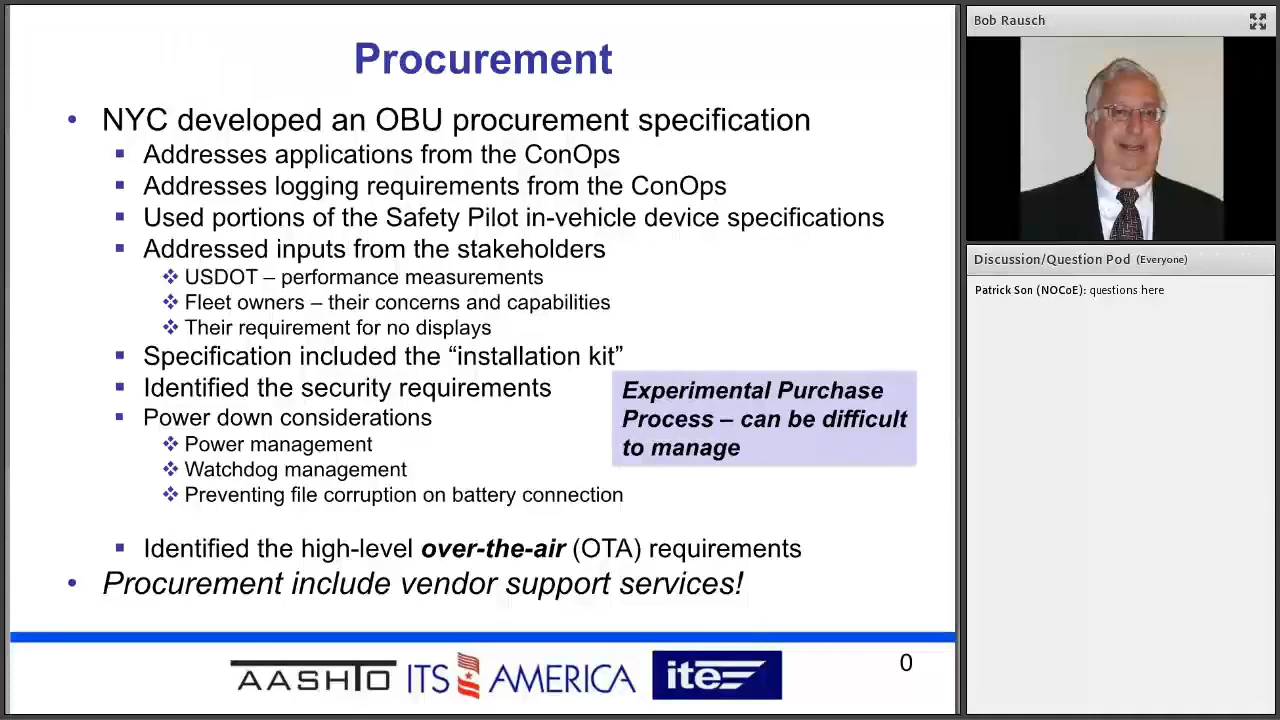 Procurement
• NYC developed an OBU procurement specification
▪ Addresses applications from the ConOps
▪ Addresses logging requirements from the ConOps
▪ Used portions of the Safety Pilot in-vehicle device specifications
▪ Addressed inputs from the stakeholders
❖ USDOT – performance measurements
❖ Fleet owners – their concerns and capabilities
❖ Their requirement for no displays
▪ Specification included the “installation kit”
▪ Identified the security requirements
▪ Power down considerations
❖ Power management
❖ Watchdog management
❖ Preventing file corruption on battery connection
Experimental Purchase
Process – can be difficult
to manage
▪ Identified the high-level over-the-air (OTA) requirements
• Procurement include vendor support services!
AASHTO ITS AMERICA ite
0
Bob Rausch
Discussion/Question Pod (Everyone)
Patrick Son (NOCoE): questions here